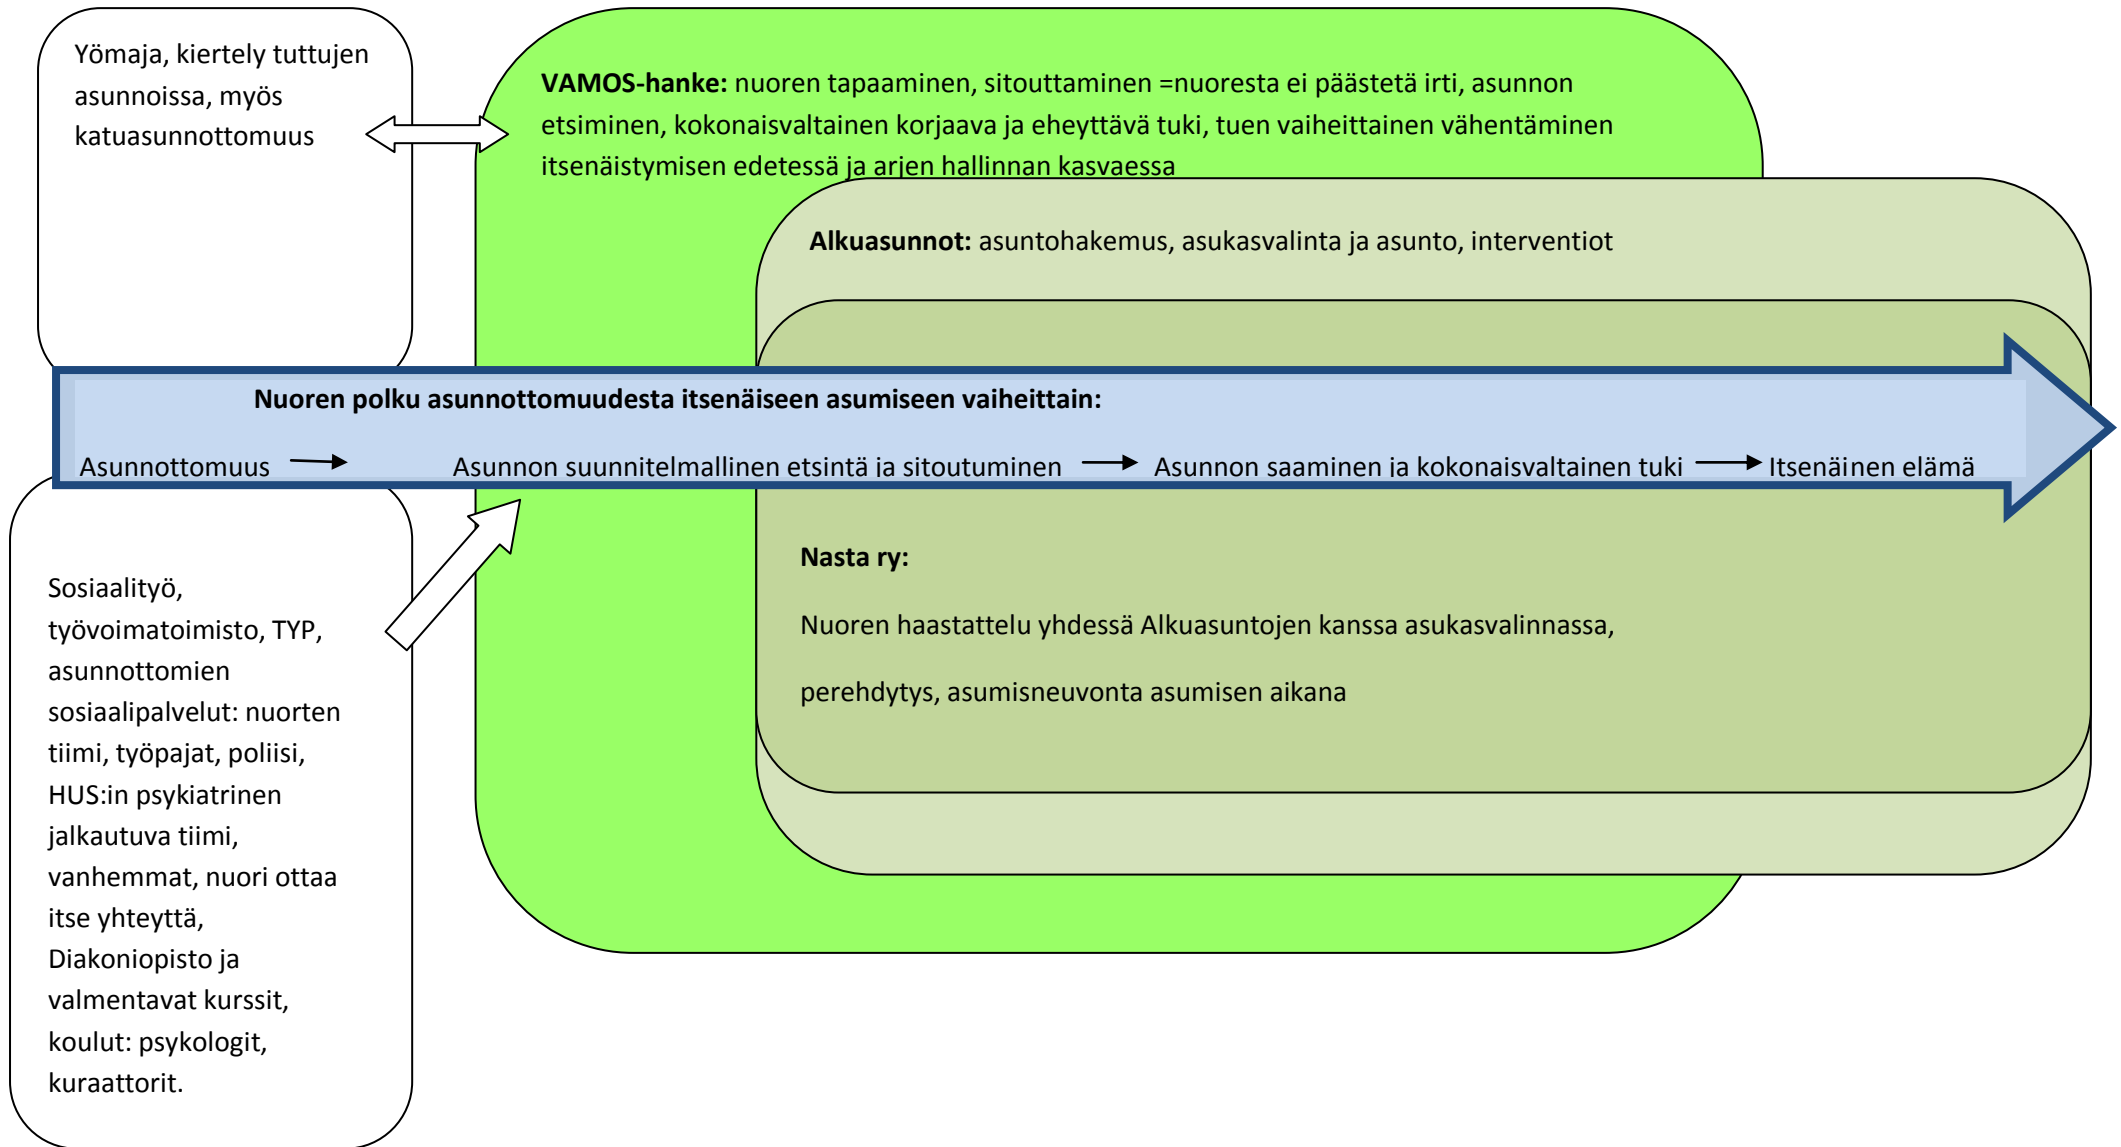 Yömaja, kiertely tuttujen
asunnoissa, myös
katuasunnottomuus
VAMOS-hanke: nuoren tapaaminen, sitouttaminen =nuoresta ei päästetä irti, asunnon
etsiminen, kokonaisvaltainen korjaava ja eheyttävä tuki, tuen vaiheittainen vähentäminen
itsenäistymisen edetessä ja arjen hallinnan kasvaessa
Alkuasunnot: asuntohakemus, asukasvalinta ja asunto, interventiot
Nuoren polku asunnottomuudesta itsenäiseen asumiseen vaiheittain:
Asunnottomuus Asunnon suunnitelmallinen etsintä ja sitoutuminen Asunnon saaminen ja kokonaisvaltainen tuki Itsenäinen elämä
Nasta ry:
Nuoren haastattelu yhdessä Alkuasuntojen kanssa asukasvalinnassa,
perehdytys, asumisneuvonta asumisen aikana
Sosiaalityö,
työvoimatoimisto, TYP,
asunnottomien
sosiaalipalvelut: nuorten
tiimi, työpajat, poliisi,
HUS:in psykiatrinen
jalkautuva tiimi,
vanhemmat, nuori ottaa
itse yhteyttä,
Diakoniopisto ja
valmentavat kurssit,
koulut: psykologit,
kuraattorit.